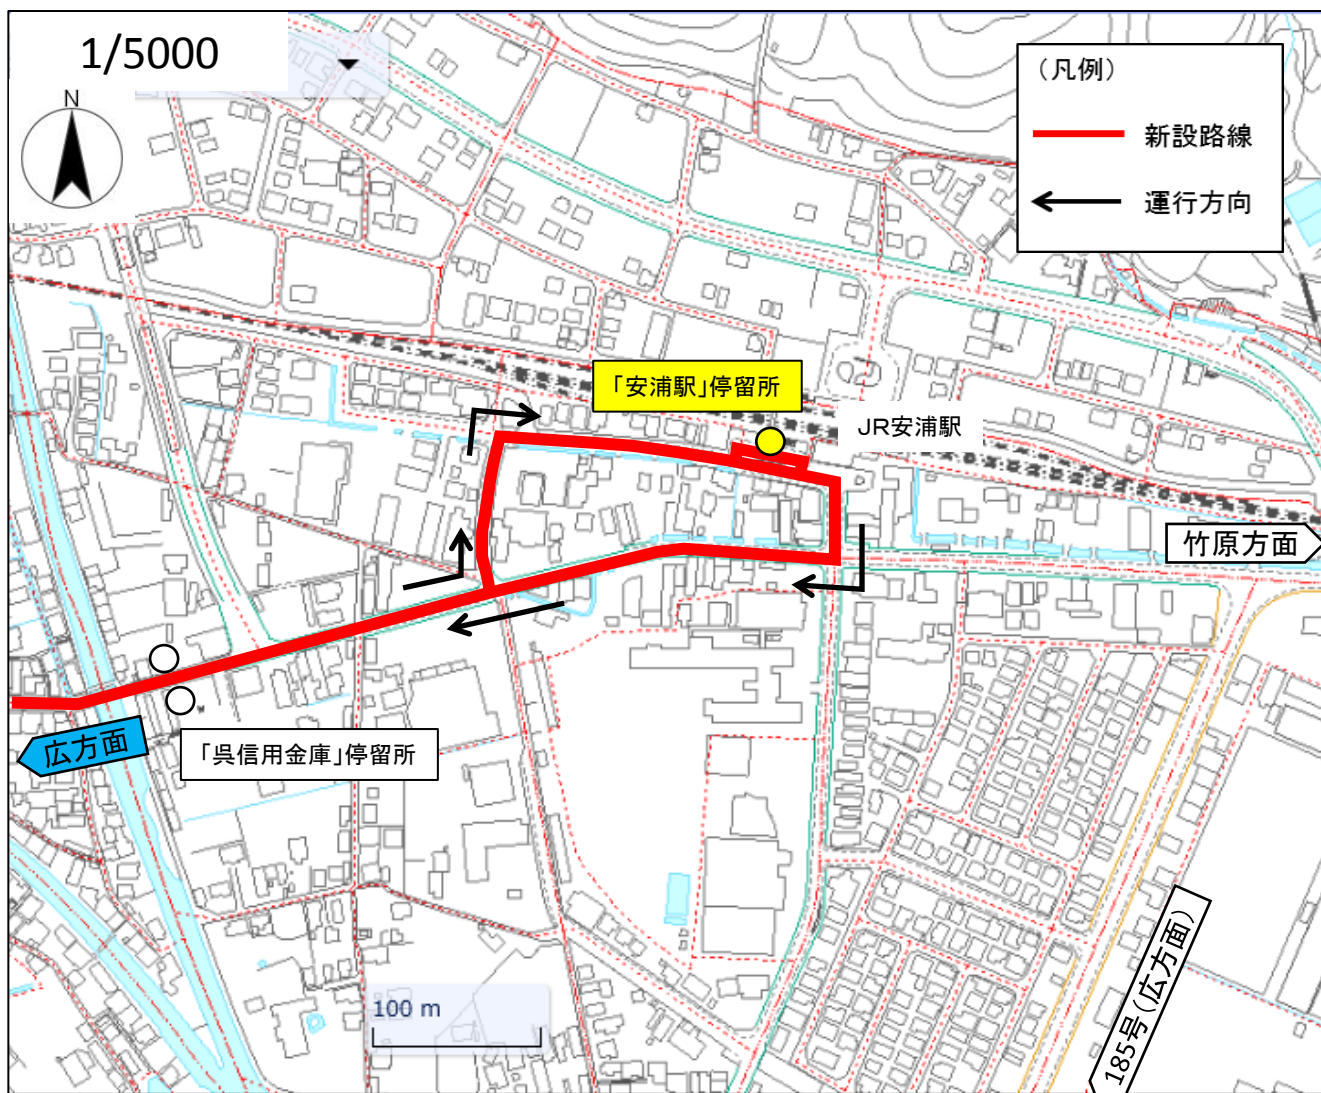 1/5000
N
（凡例）
新設路線
運行方向
「安浦駅」停留所
JR安浦駅
竹原方面
広方面
「呉信用金庫」停留所
100 m
185号（広方面）